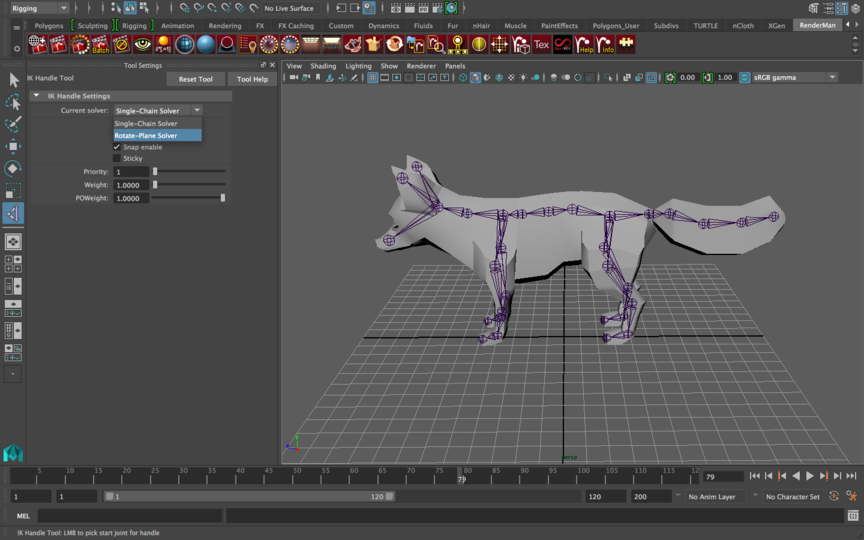 Rigging
No Live Surface
Polygons Sculpting Rigging Animation Rendering FX FX Caching Custom Dynamics Fluids Fur nHair Muscle PaintEffects Polygons_User Subdivs TURTLE nCloth XGen RenderMan
Batch Tex Help Info
Tool Settings
IK Handle Tool Reset Tool Tool Help
IK Handle Settings
Current solver: Single-Chain Solver
Single-Chain Solver
Rotate-Plane Solver
Snap enable
Sticky
Priority: 1
Weight: 1.0000
POWeight: 1.0000
View Shading Lighting Show Renderer Panels
0.00 1.00 sRGB gamma
persp
5 10 15 20 25 30 35 40 45 50 55 60 65 70 75 80 85 90 95 100 105 110 115 12
79
79
1 1 1 120 120 200 No Anim Layer No Character Set
MEL
IK Handle Tool: LMB to pick start joint for handle